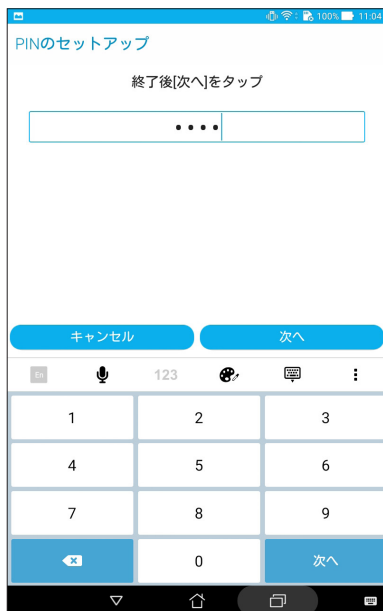 100% 11:04
PINのセットアップ
終了後[次へ]をタップ
キャンセル 次へ
En 123
1 2 3
4 5 6
7 8 9
0 次へ